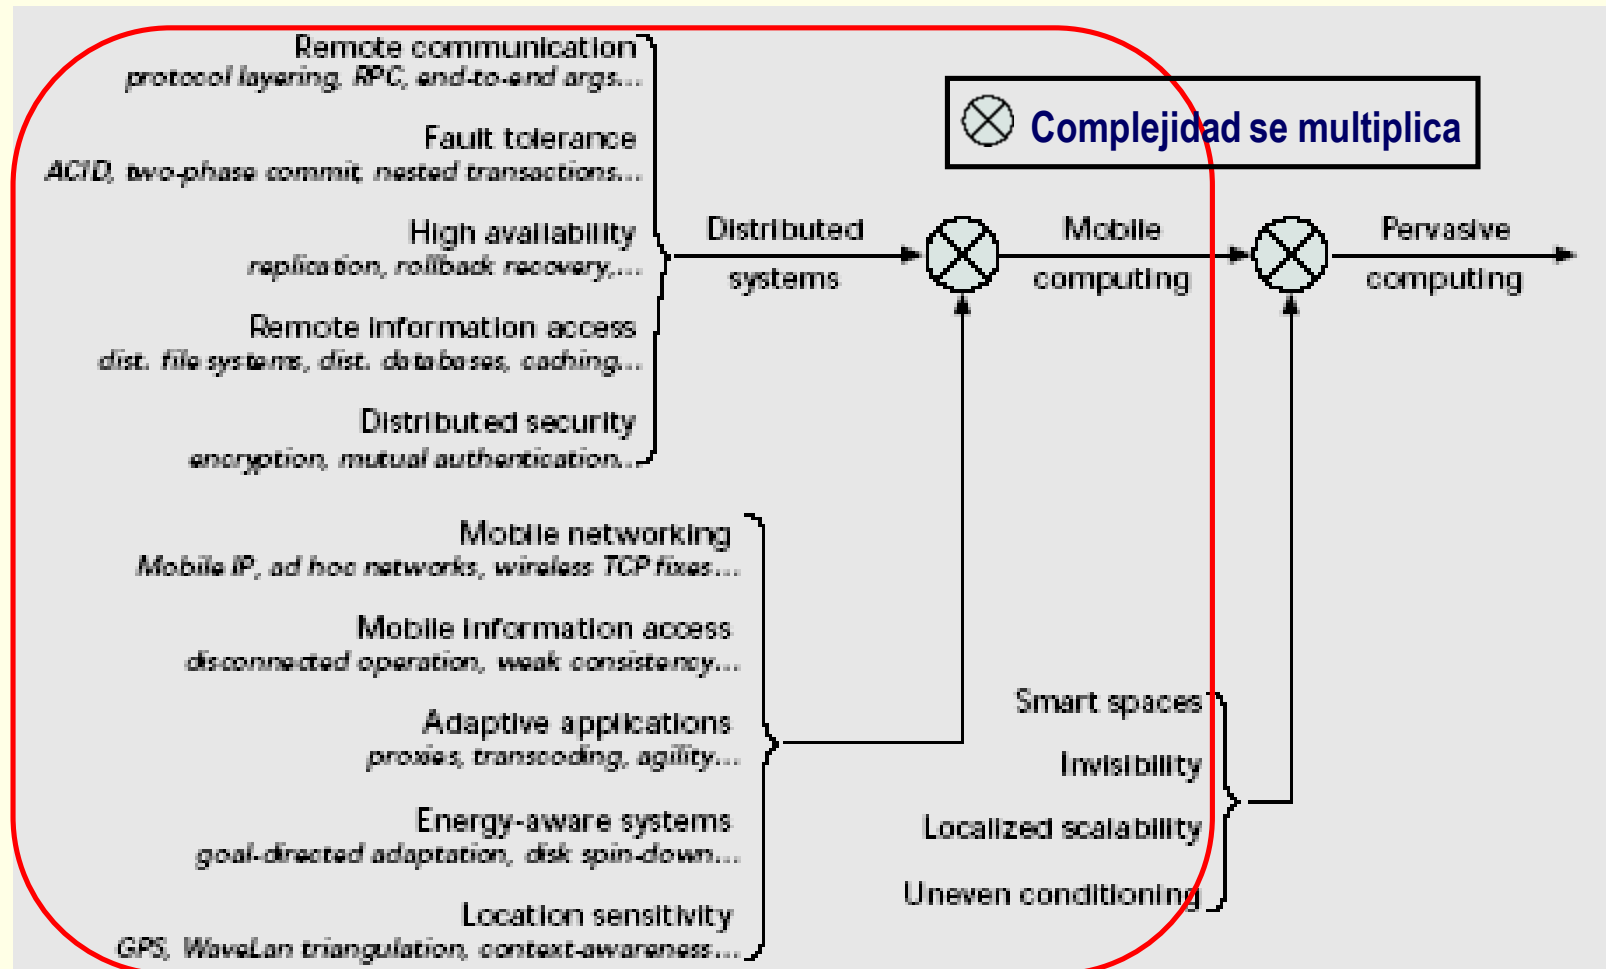 Remote communication
protocol layering, RPC, end-to-end args...
Fault tolerance
ACID, two-phase commit, nested transactions...
High availability
replication, rollback recovery,...
Remote information access
dist. file systems, dist. databases, caching...
Distributed security
encryption, mutual authentication...
Complejidad se multiplica
Distributed
systems
Mobile
computing
Pervasive
computing
Mobile networking
Mobile IP, ad hoc networks, wireless TCP fixes...
Mobile information access
disconnected operation, weak consistency...
Adaptive applications
proxies, transcoding, agility...
Energy-aware systems
goal-directed adaptation, disk spin-down...
Location sensitivity
GPS, WaveLan triangulation, context-awareness...
Smart spaces
Invisibility
Localized scalability
Uneven conditioning